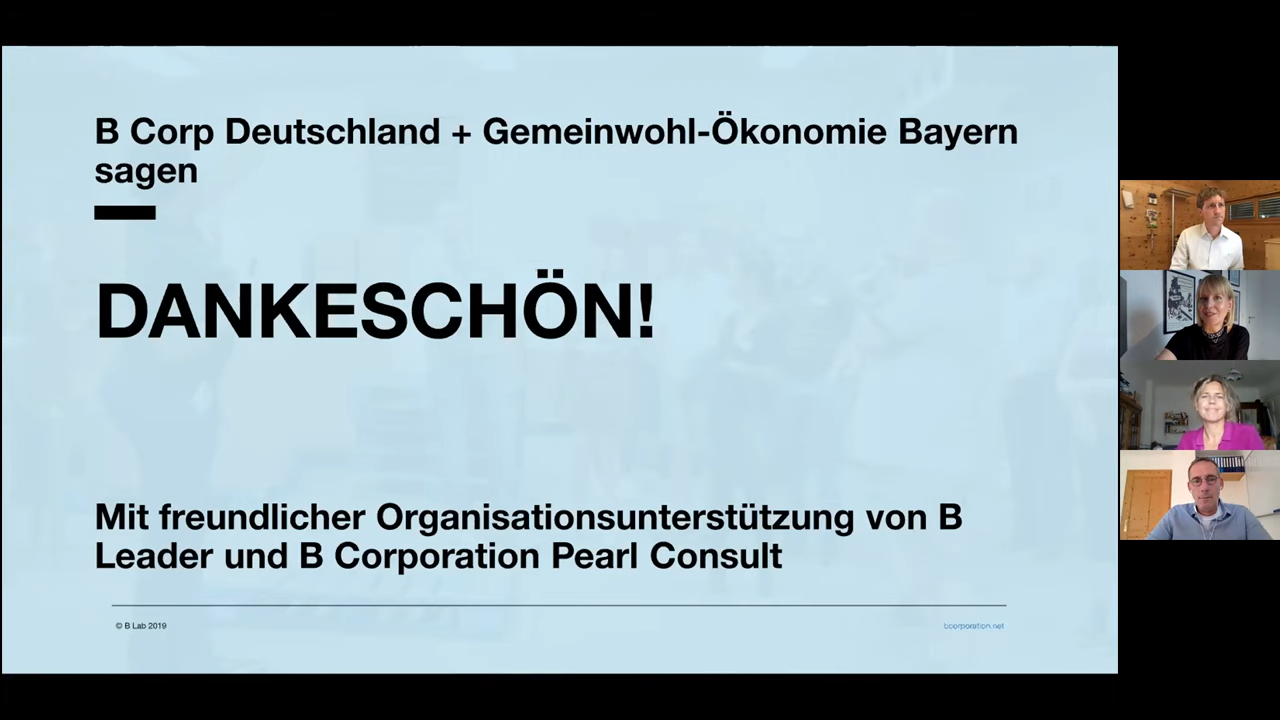 B Corp Deutschland + Gemeinwohl-Ökonomie Bayern
sagen
DANKESCHÖN!
Mit freundlicher Organisationsunterstützung von B
Leader und B Corporation Pearl Consult
© B Lab 2019
bcorporation.net